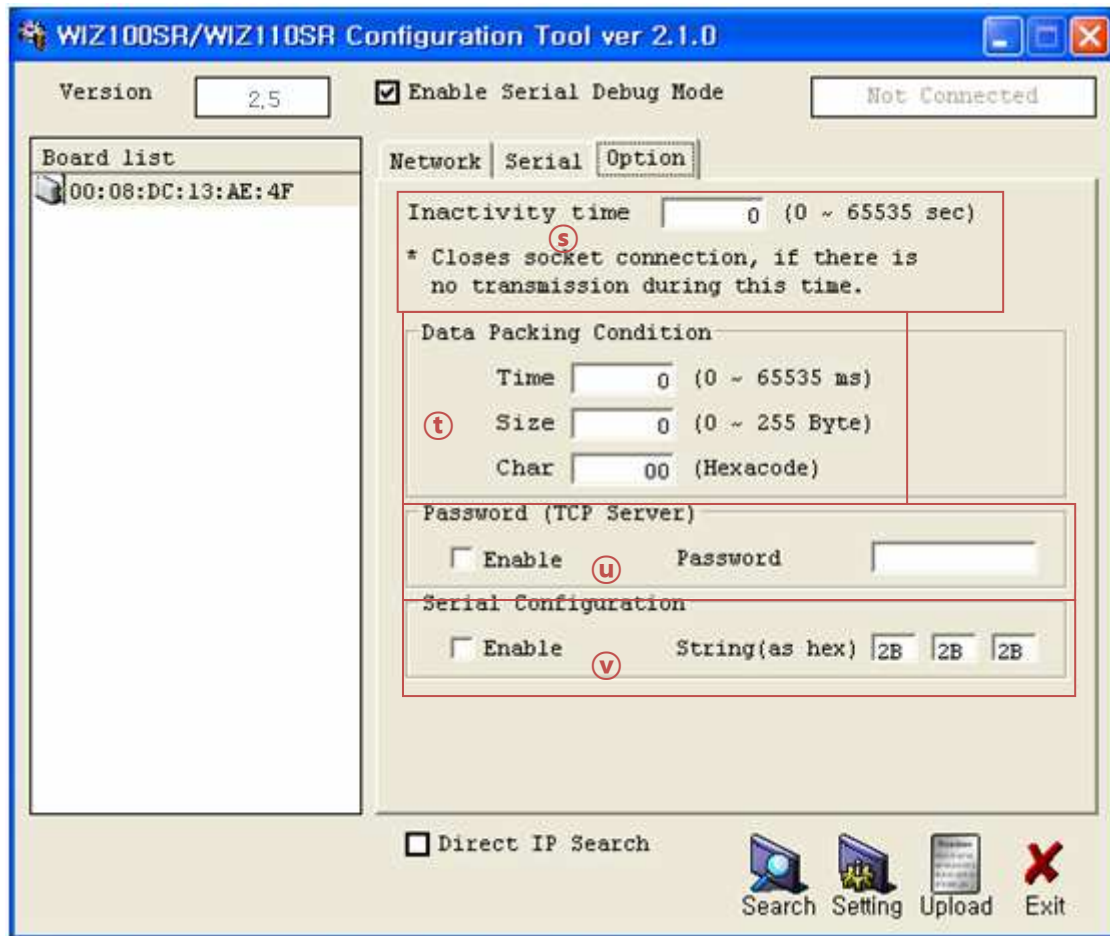 WIZ100SR/WIZ110SR Configuration Tool ver 2.1.0
Version 2,5 Enable Serial Debug Mode Not Connected
Board list
00:08:DC:13:AE:4F
Network Serial Option
Inactivity time 0 (0 ~ 65535 sec)
ⓢ
* Closes socket connection, if there is
no transmission during this time.
Data Packing Condition
Time 0 (0 ~ 65535 ms)
ⓣ Size 0 (0 ~ 255 Byte)
Char 00 (Hexacode)
Password (TCP Server)
Enable ⓤ Password
Serial Configuration
Enable ⓥ String(as hex) 2B 2B 2B
Direct IP Search
Search Setting Upload Exit